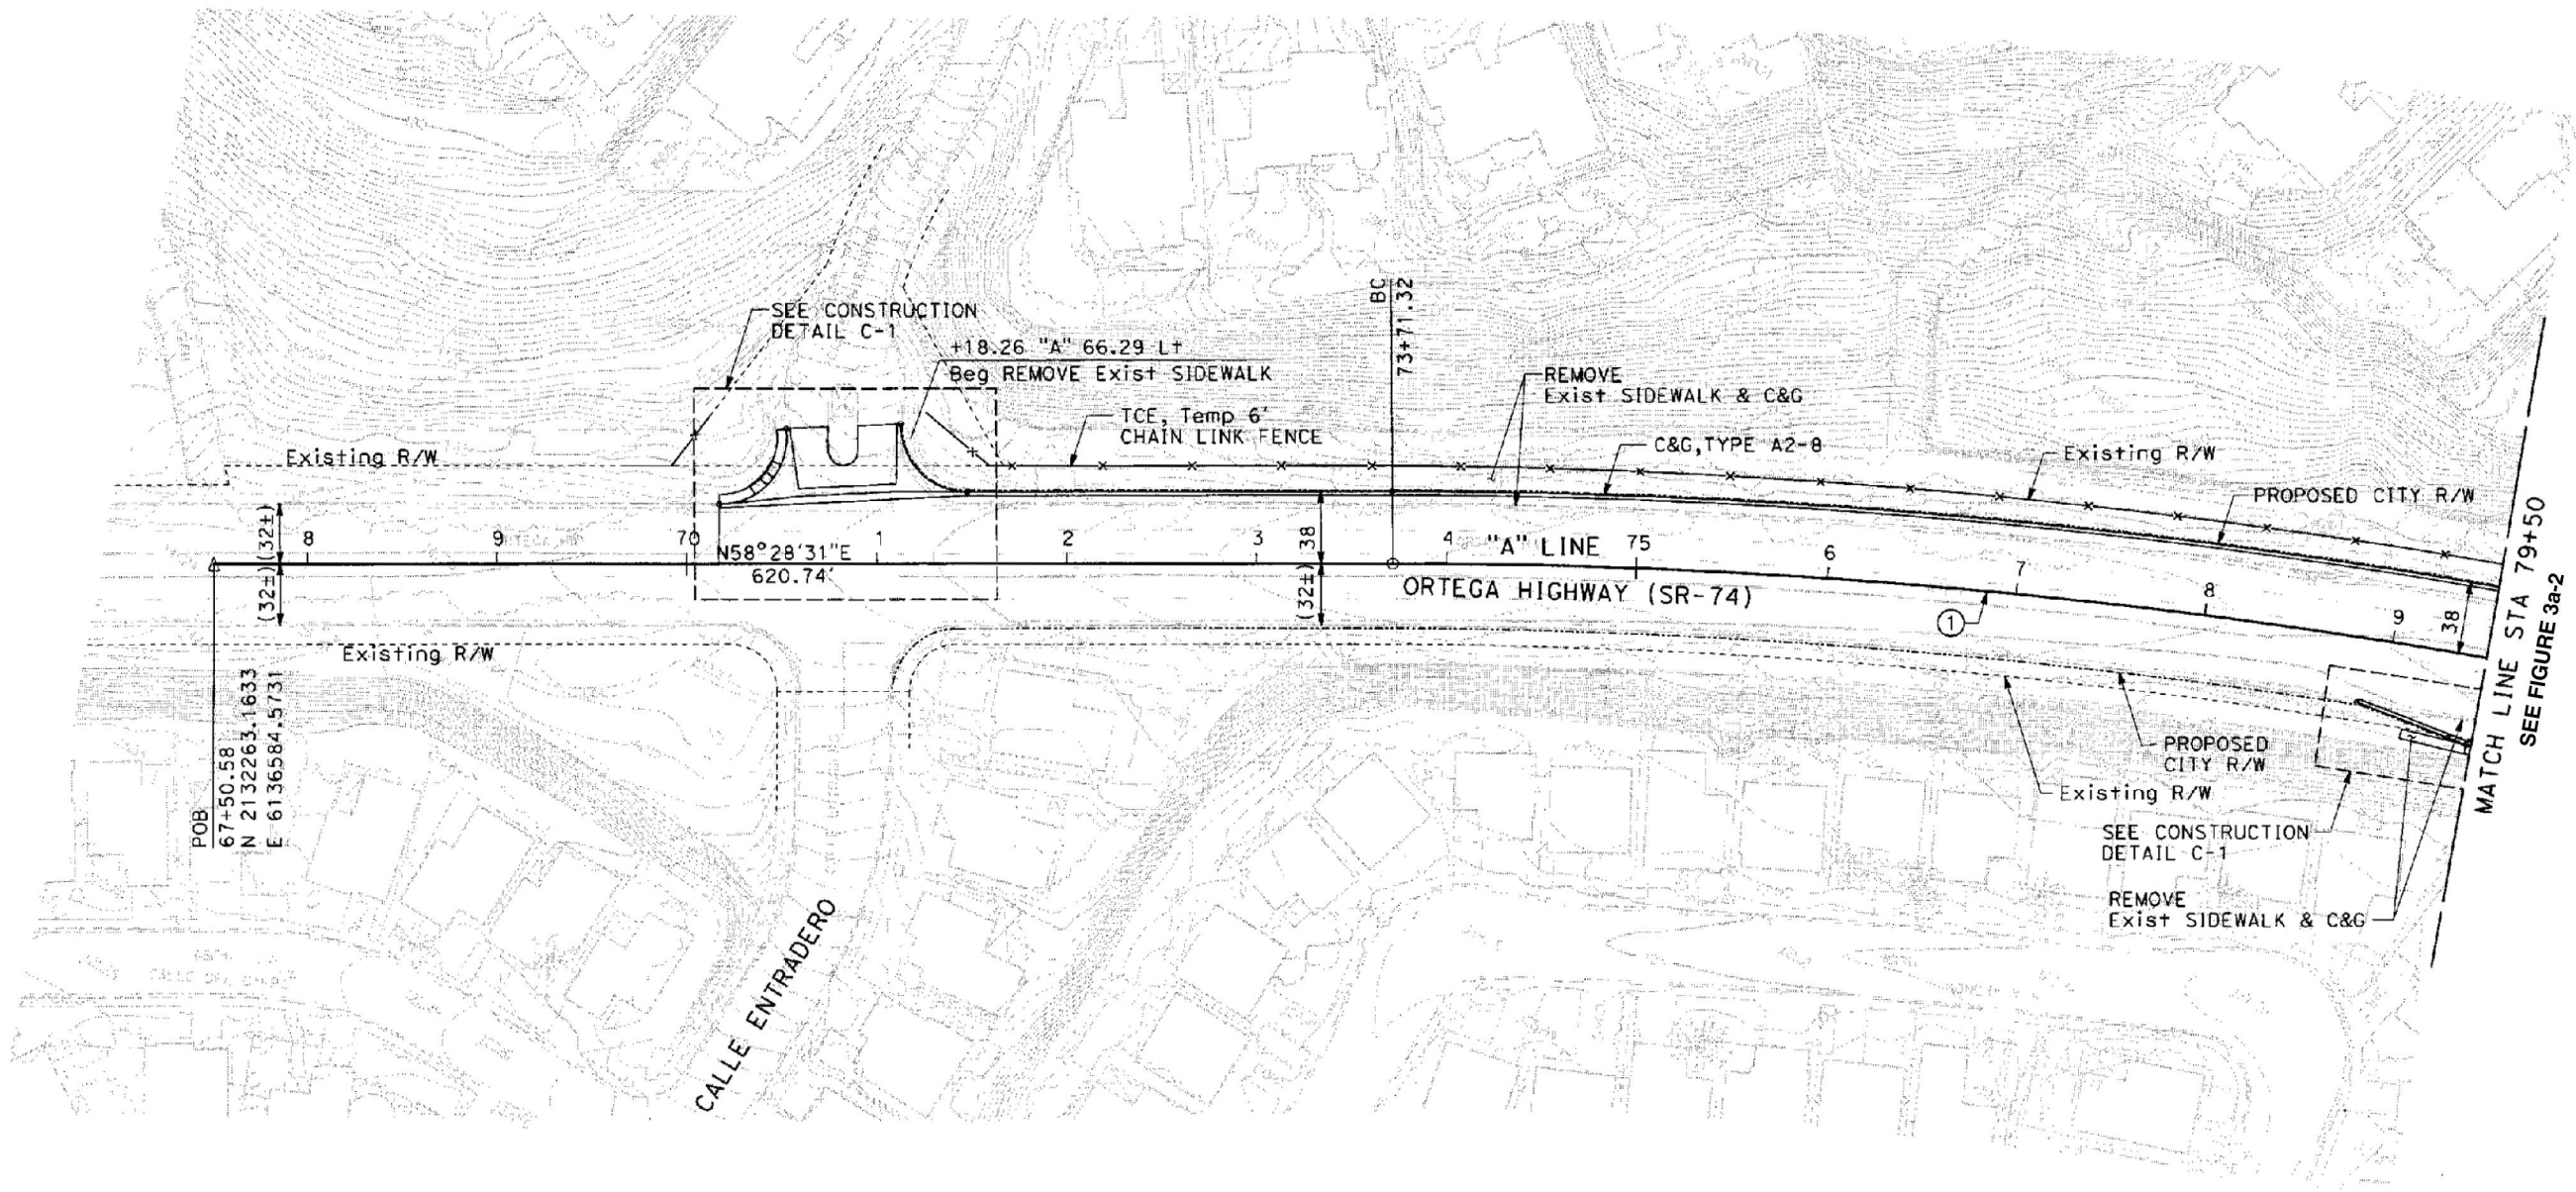 SEE CONSTRUCTION
DETAIL C-1
+18.26 "A" 66.29 Lt
Beg REMOVE Exist SIDEWALK
TCE, Temp 6'
CHAIN LINK FENCE
BC
73+71.32
REMOVE
Exist SIDEWALK & C&G
C&G, TYPE A2-8
Existing R/W
Existing R/W
PROPOSED CITY R/W
MATCH LINE STA 79+50
SEE FIGURE 3a-2
(32±)
(32±)
8
9
70
N58°28'31"E
620.74'
1
2
3
38
(32±)
4
"A" LINE
75
6
7
8
9
38
ORTEGA HIGHWAY (SR-74)
1
Existing R/W
POB
67+50.58
N 2132263.1633
E 6136584.5731
CALLE ENTRADERO
PROPOSED
CITY R/W
Existing R/W
SEE CONSTRUCTION
DETAIL C-1
REMOVE
Exist SIDEWALK & C&G